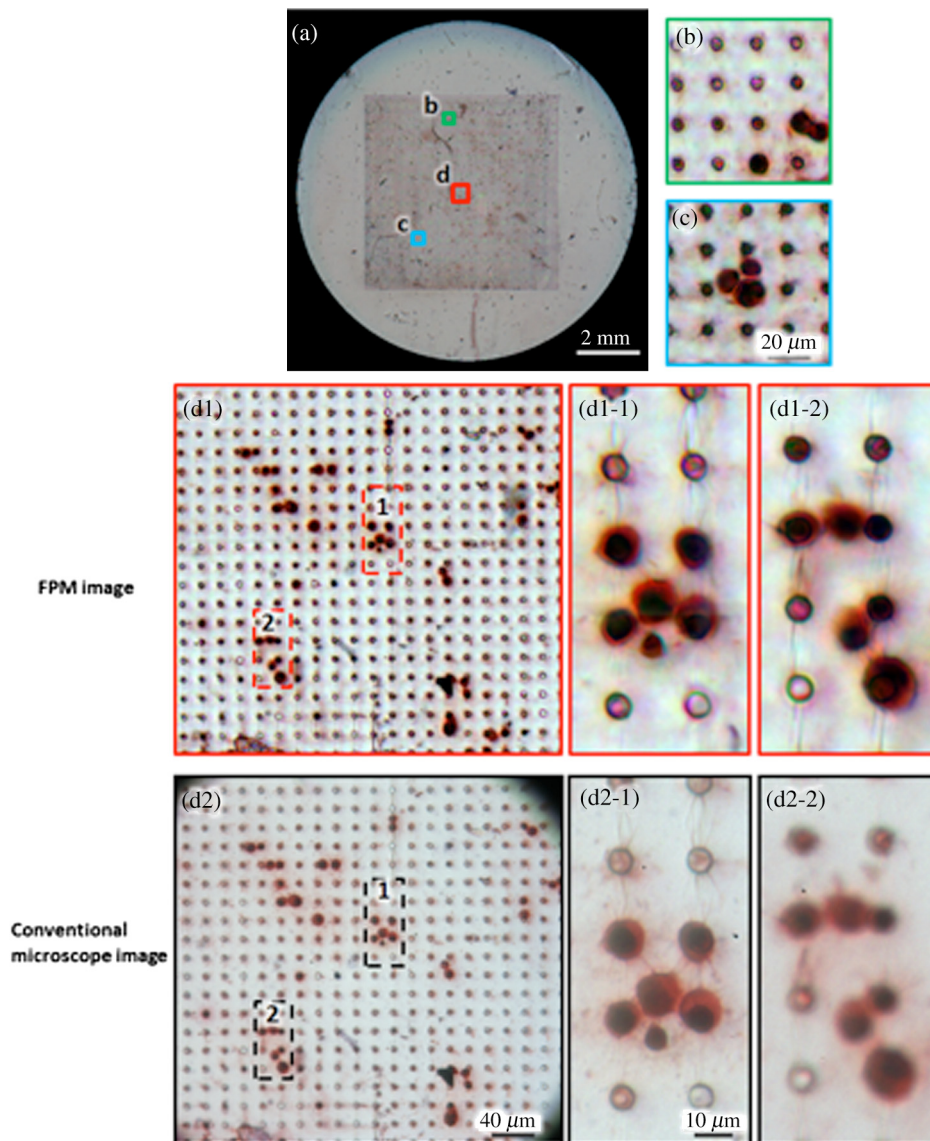 (a)
b
d
c
2 mm
(b)
(c)
20 μm
(d1)
1
2
(d1-1)
(d1-2)
FPM image
(d2)
1
2
40 μm
(d2-1)
10 μm
(d2-2)
Conventional
microscope image